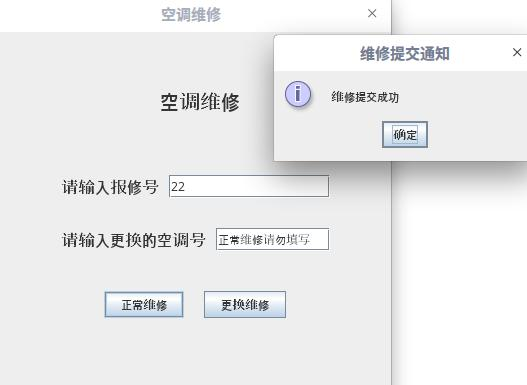 空调维修
维修提交通知
维修提交成功
确定
空调维修
请输入报修号 22
请输入更换的空调号 正常维修请勿填写
正常维修 更换维修